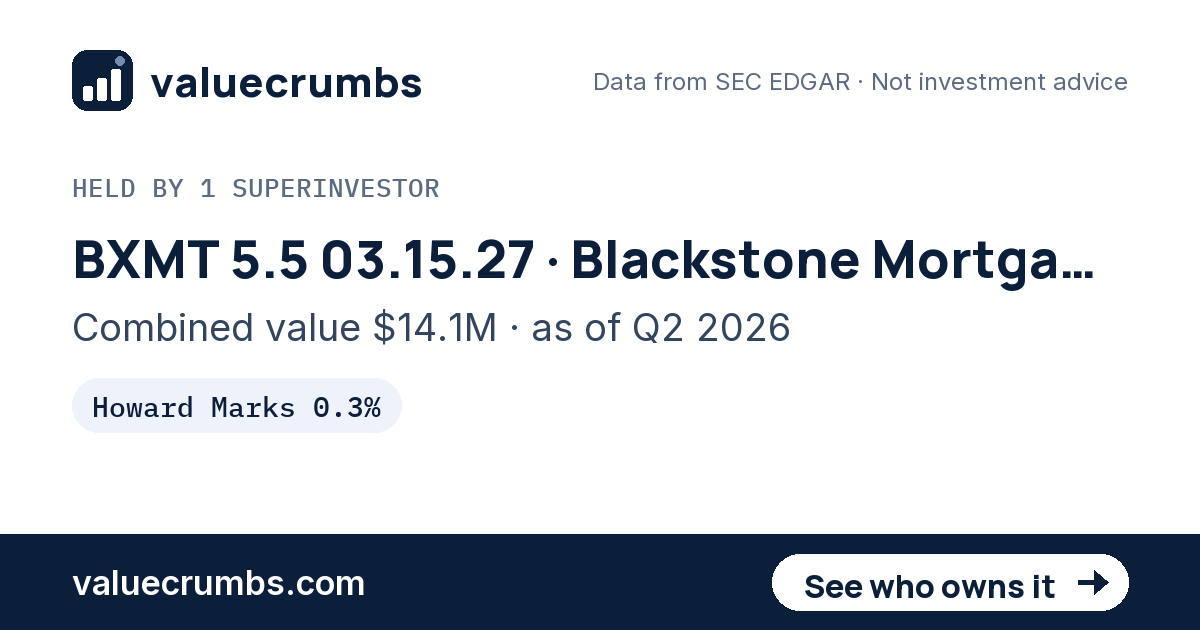 valuecrumbs
Data from SEC EDGAR · Not investment advice
HELD BY 1 SUPERINVESTOR
BXMT 5.5 03.15.27 · Blackstone Mortga…
Combined value $14.1M · as of Q2 2026
Howard Marks 0.3%
valuecrumbs.com
See who owns it →